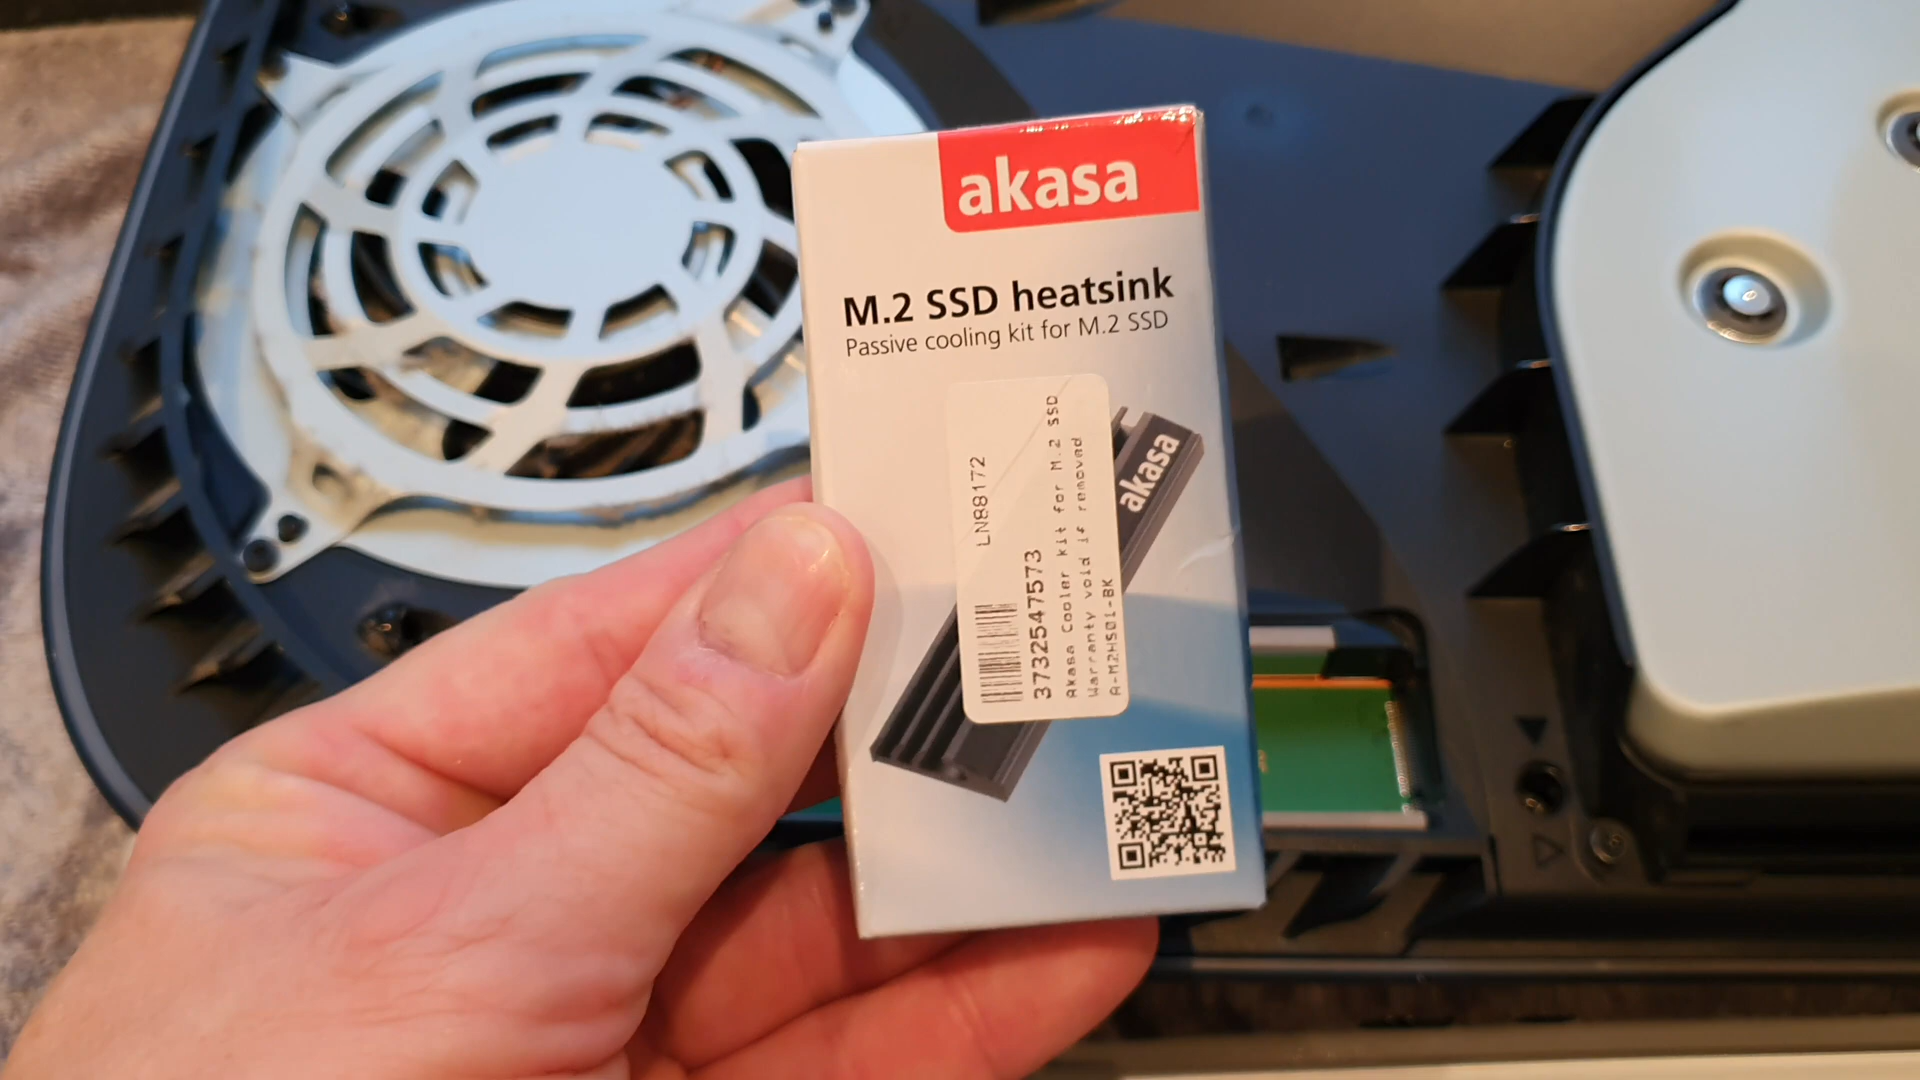 akasa
M.2 SSD heatsink
Passive cooling kit for M.2 SSD
akasa
LN88172
3732547573
Akasa Cooler kit for M.2 SSD
Warranty void if removed
A-M2HS01-BK